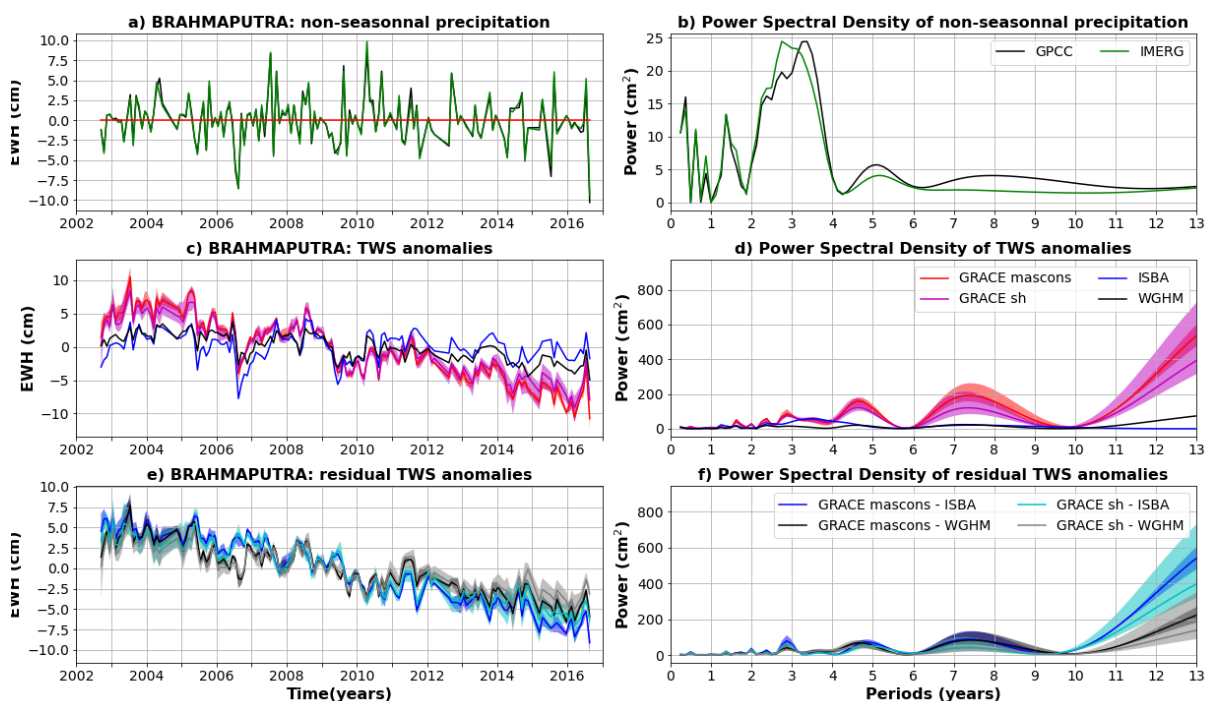 a) BRAHMAPUTRA: non-seasonnal precipitation
10.0
7.5
5.0
2.5
0.0
−2.5
−5.0
−7.5
−10.0
EWH (cm)
2002 2004 2006 2008 2010 2012 2014 2016
b) Power Spectral Density of non-seasonnal precipitation
GPCC IMERG
25
20
15
10
5
0
Power (cm²)
0 1 2 3 4 5 6 7 8 9 10 11 12 13
c) BRAHMAPUTRA: TWS anomalies
10
5
0
−5
−10
EWH (cm)
2002 2004 2006 2008 2010 2012 2014 2016
d) Power Spectral Density of TWS anomalies
GRACE mascons ISBA
GRACE sh WGHM
800
600
400
200
0
Power (cm²)
0 1 2 3 4 5 6 7 8 9 10 11 12 13
e) BRAHMAPUTRA: residual TWS anomalies
10.0
7.5
5.0
2.5
0.0
−2.5
−5.0
−7.5
−10.0
EWH (cm)
2002 2004 2006 2008 2010 2012 2014 2016
Time(years)
f) Power Spectral Density of residual TWS anomalies
GRACE mascons - ISBA GRACE sh - ISBA
GRACE mascons - WGHM GRACE sh - WGHM
800
600
400
200
0
Power (cm²)
0 1 2 3 4 5 6 7 8 9 10 11 12 13
Periods (years)